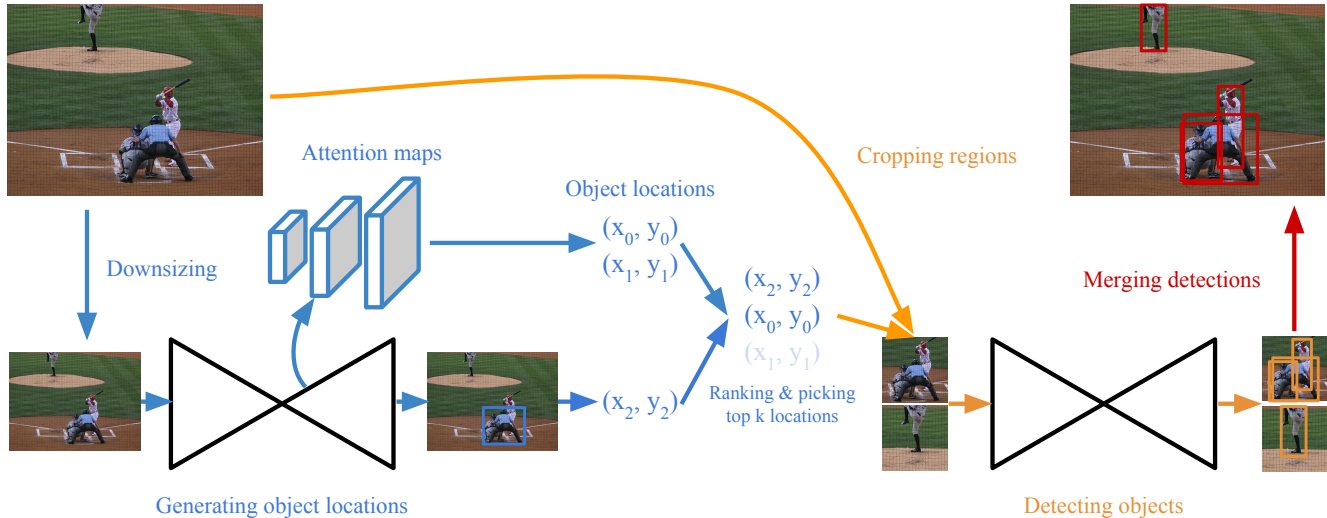 Attention maps
Object locations
(x₀, y₀)
(x₁, y₁)
Cropping regions
Downsizing
(x₂, y₂)
(x₀, y₀)
(x₁, y₁)
Merging detections
(x₂, y₂)
Ranking & picking
top k locations
Generating object locations
Detecting objects